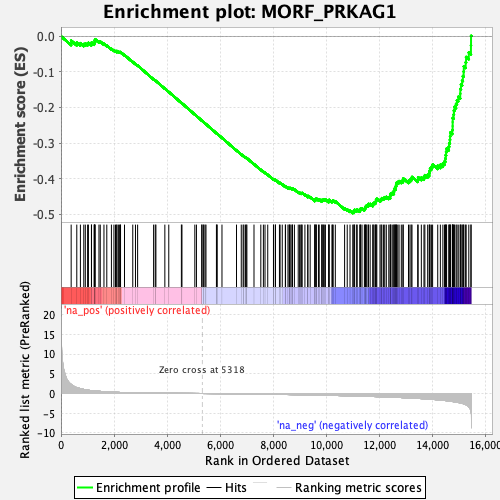 Enrichment plot: MORF_PRKAG1
Enrichment score (ES)
0.0
-0.1
-0.2
-0.3
-0.4
-0.5
'na_pos' (positively correlated)
Ranked list metric (PreRanked)
20
15
10
5
0
-5
-10
Zero cross at 5318
'na_neg' (negatively correlated)
0 2,000 4,000 6,000 8,000 10,000 12,000 14,000 16,000
Rank in Ordered Dataset
Enrichment profile Hits Ranking metric scores